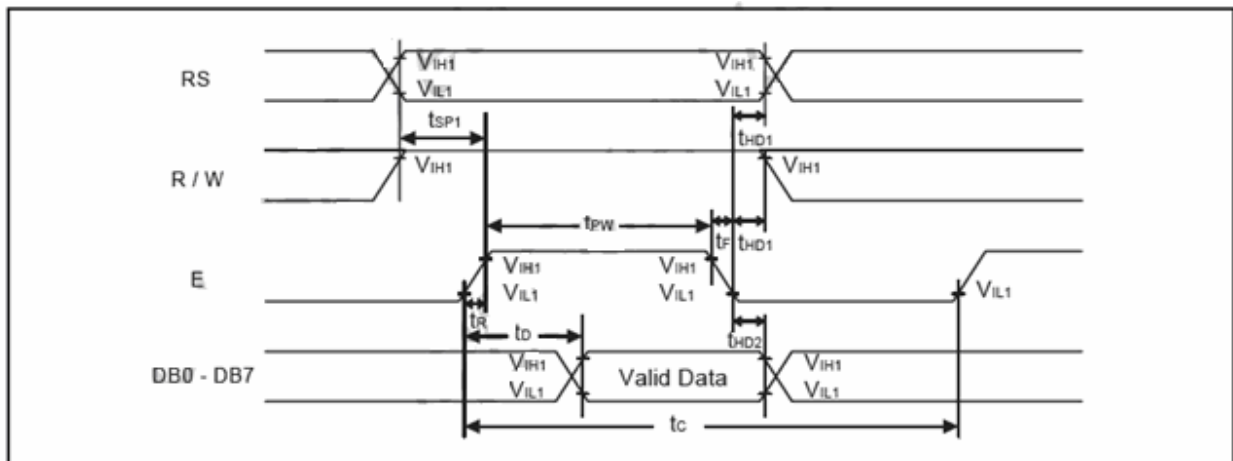 RS VIH1 VIH1
VIL1 VIL1
tSP1 tHD1
R / W VIH1 VIH1
tPW tF tHD1
E VIH1 VIH1
VIL1 VIL1 VIL1
tR tD tHD2
DB0 - DB7 VIH1 Valid Data VIH1
VIL1 VIL1
tC